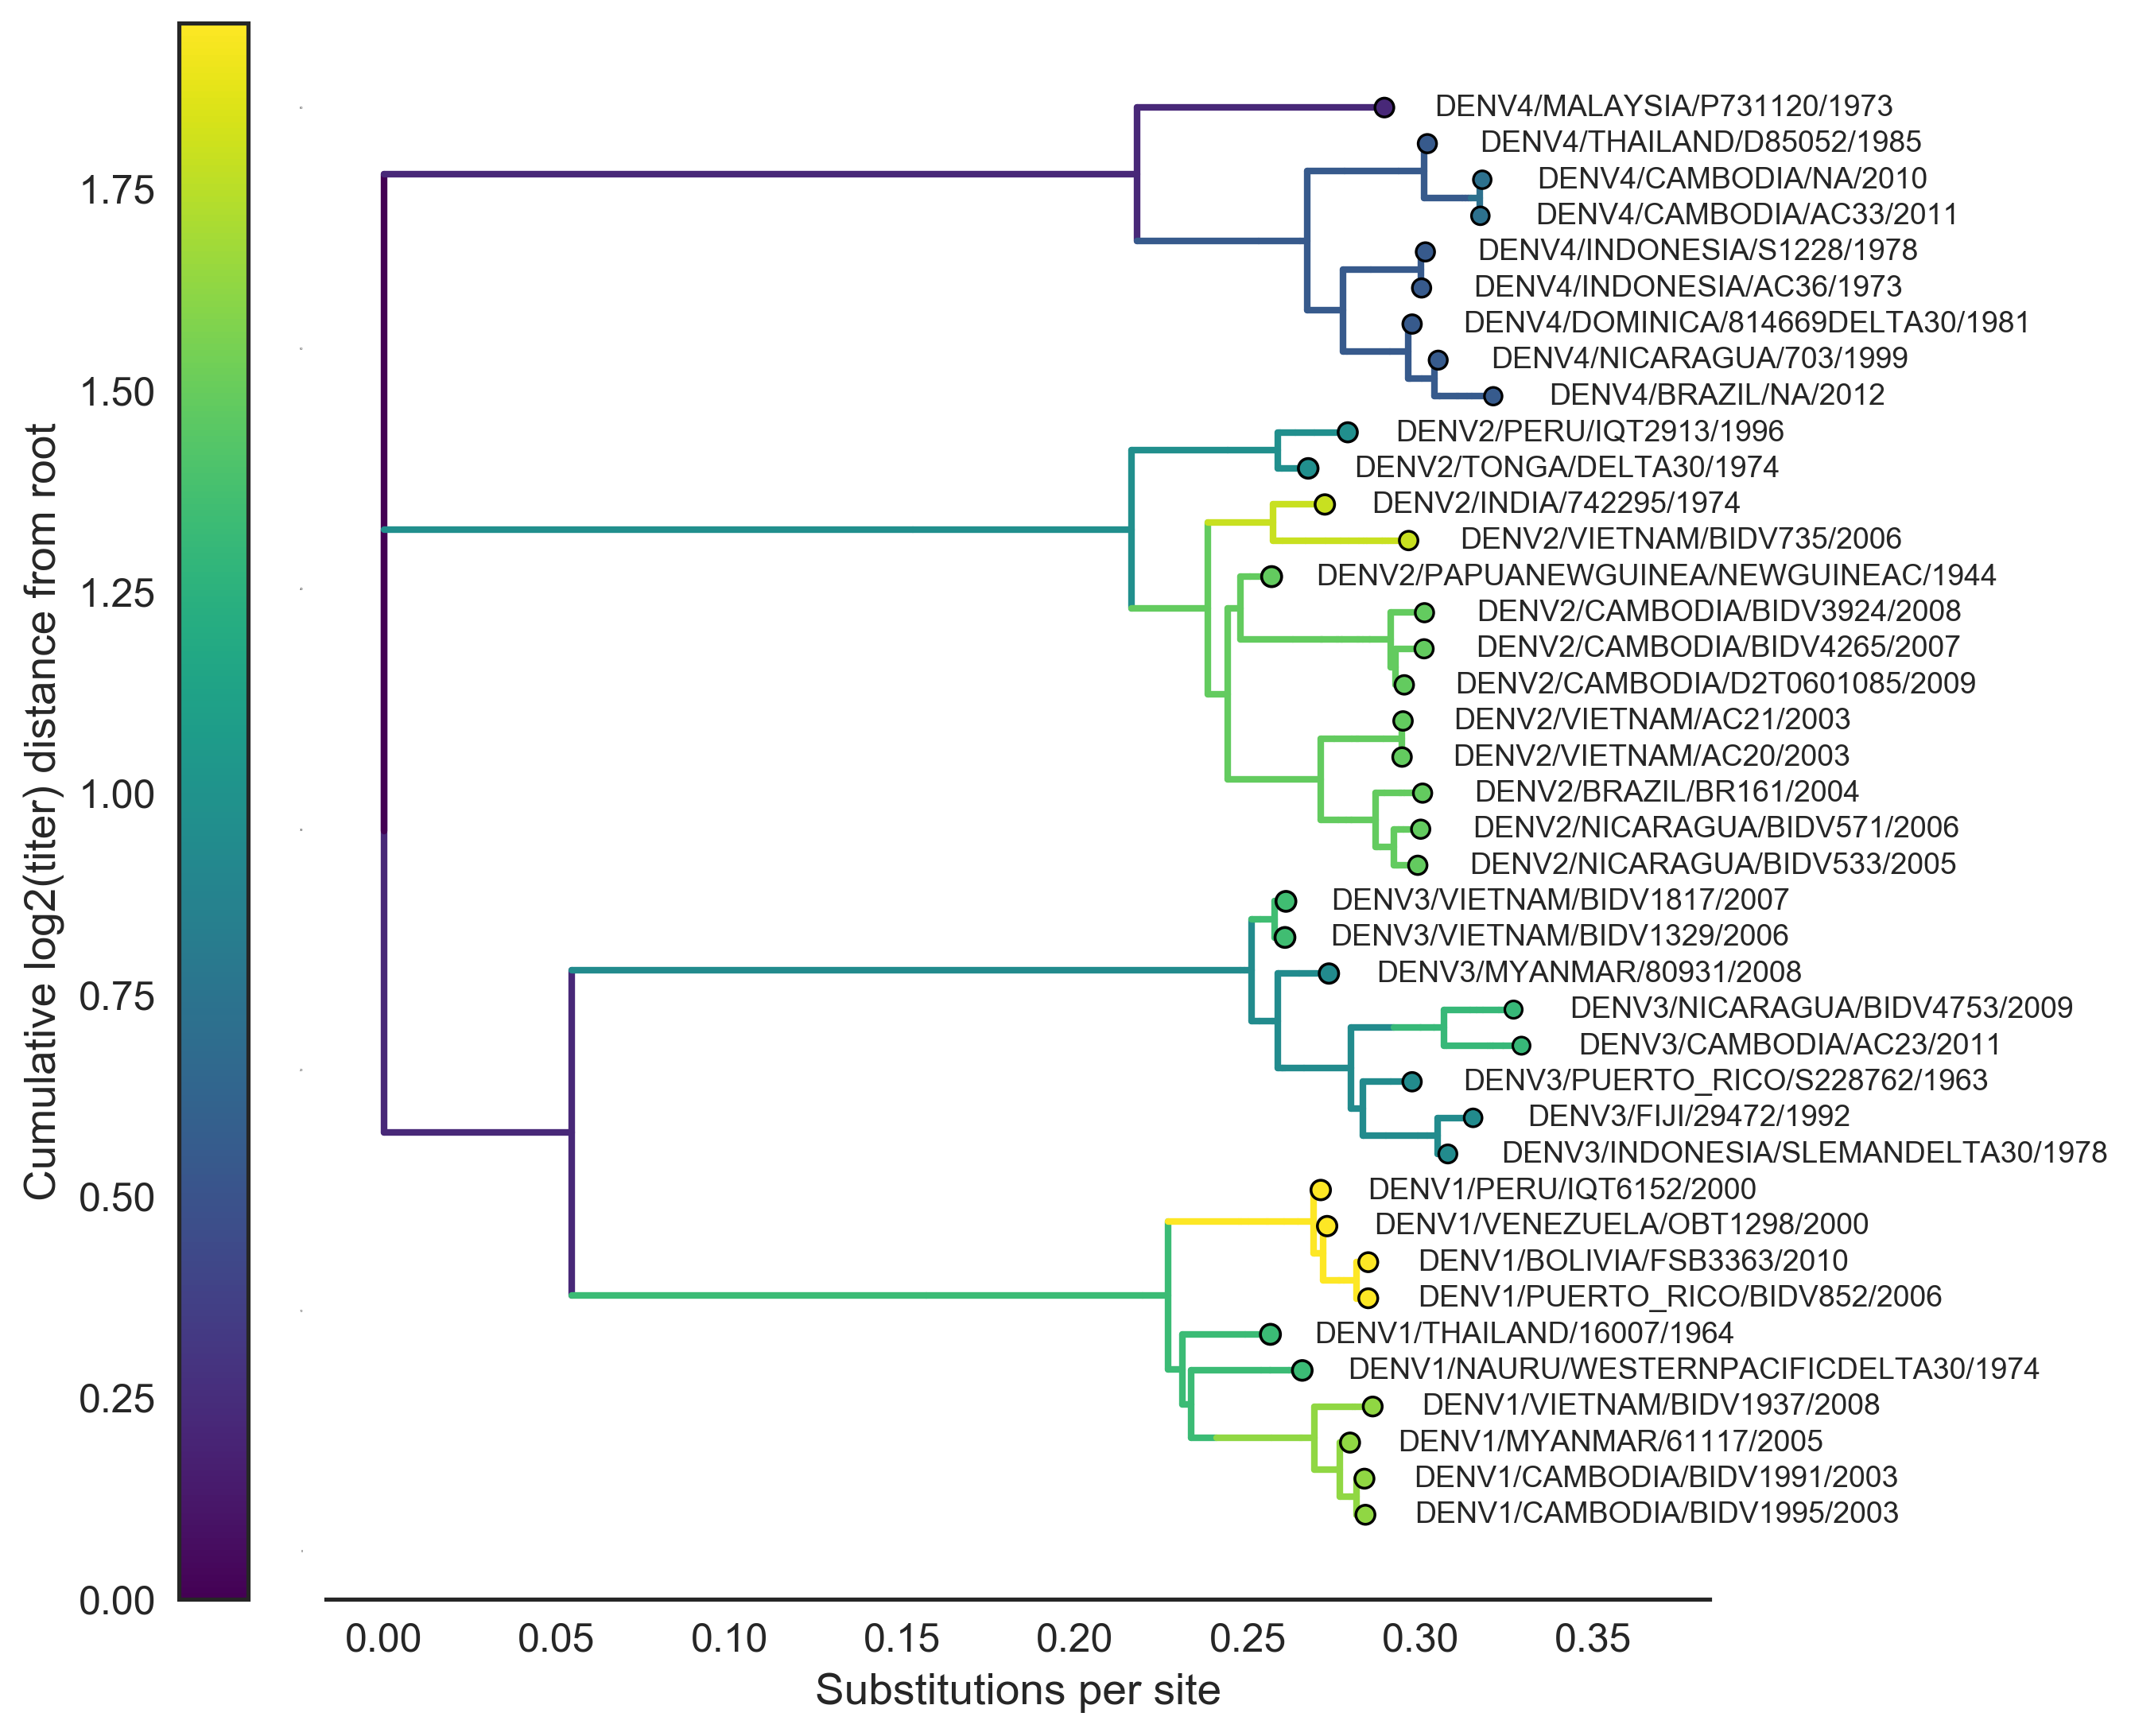 Cumulative log2(titer) distance from root
1.75
1.50
1.25
1.00
0.75
0.50
0.25
0.00
DENV4/MALAYSIA/P731120/1973
DENV4/THAILAND/D85052/1985
DENV4/CAMBODIA/NA/2010
DENV4/CAMBODIA/AC33/2011
DENV4/INDONESIA/S1228/1978
DENV4/INDONESIA/AC36/1973
DENV4/DOMINICA/814669DELTA30/1981
DENV4/NICARAGUA/703/1999
DENV4/BRAZIL/NA/2012
DENV2/PERU/IQT2913/1996
DENV2/TONGA/DELTA30/1974
DENV2/INDIA/742295/1974
DENV2/VIETNAM/BIDV735/2006
DENV2/PAPUANEWGUINEA/NEWGUINEAC/1944
DENV2/CAMBODIA/BIDV3924/2008
DENV2/CAMBODIA/BIDV4265/2007
DENV2/CAMBODIA/D2T0601085/2009
DENV2/VIETNAM/AC21/2003
DENV2/VIETNAM/AC20/2003
DENV2/BRAZIL/BR161/2004
DENV2/NICARAGUA/BIDV571/2006
DENV2/NICARAGUA/BIDV533/2005
DENV3/VIETNAM/BIDV1817/2007
DENV3/VIETNAM/BIDV1329/2006
DENV3/MYANMAR/80931/2008
DENV3/NICARAGUA/BIDV4753/2009
DENV3/CAMBODIA/AC23/2011
DENV3/PUERTO_RICO/S228762/1963
DENV3/FIJI/29472/1992
DENV3/INDONESIA/SLEMANDELTA30/1978
DENV1/PERU/IQT6152/2000
DENV1/VENEZUELA/OBT1298/2000
DENV1/BOLIVIA/FSB3363/2010
DENV1/PUERTO_RICO/BIDV852/2006
DENV1/THAILAND/16007/1964
DENV1/NAURU/WESTERNPACIFICDELTA30/1974
DENV1/VIETNAM/BIDV1937/2008
DENV1/MYANMAR/61117/2005
DENV1/CAMBODIA/BIDV1991/2003
DENV1/CAMBODIA/BIDV1995/2003
0.00 0.05 0.10 0.15 0.20 0.25 0.30 0.35
Substitutions per site